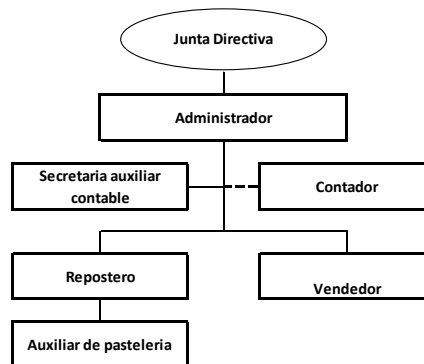 Junta Directiva
Administrador
Secretaria auxiliar
contable
Contador
Repostero
Vendedor
Auxiliar de pasteleria